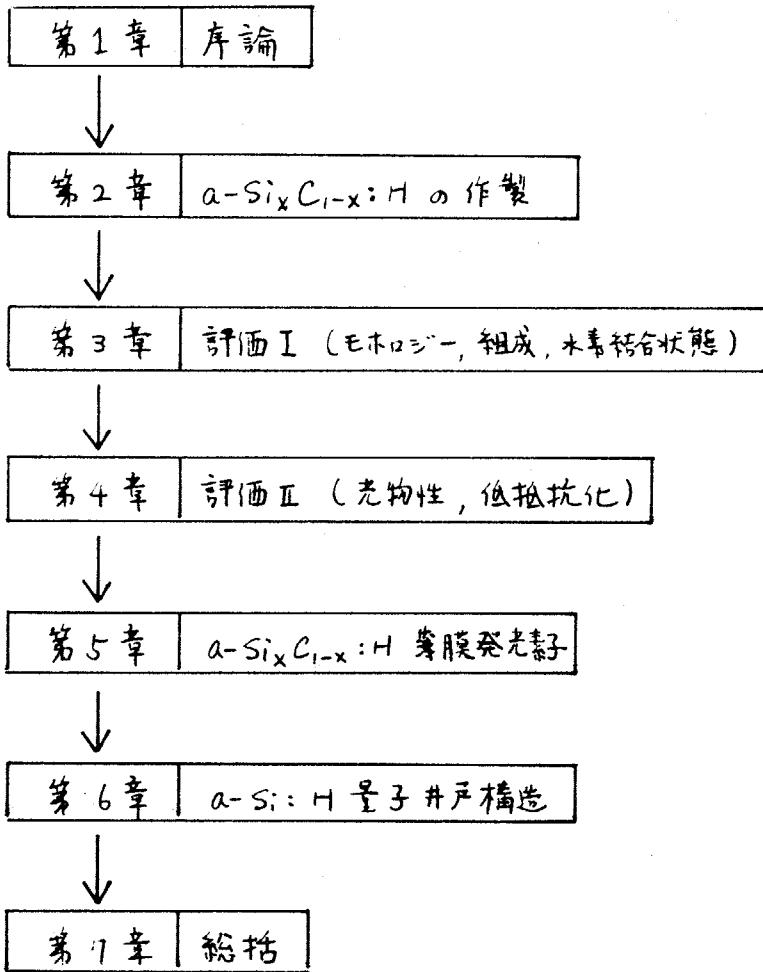 第1章 序論
第2章 a-SiₓC₁₋ₓ:H の作製
第3章 評価I (モホロジー, 組成, 水素結合状態)
第4章 評価II (光物性, 低抵抗化)
第5章 a-SiₓC₁₋ₓ:H 薄膜発光素子
第6章 a-Si:H 量子井戸構造
第7章 総括